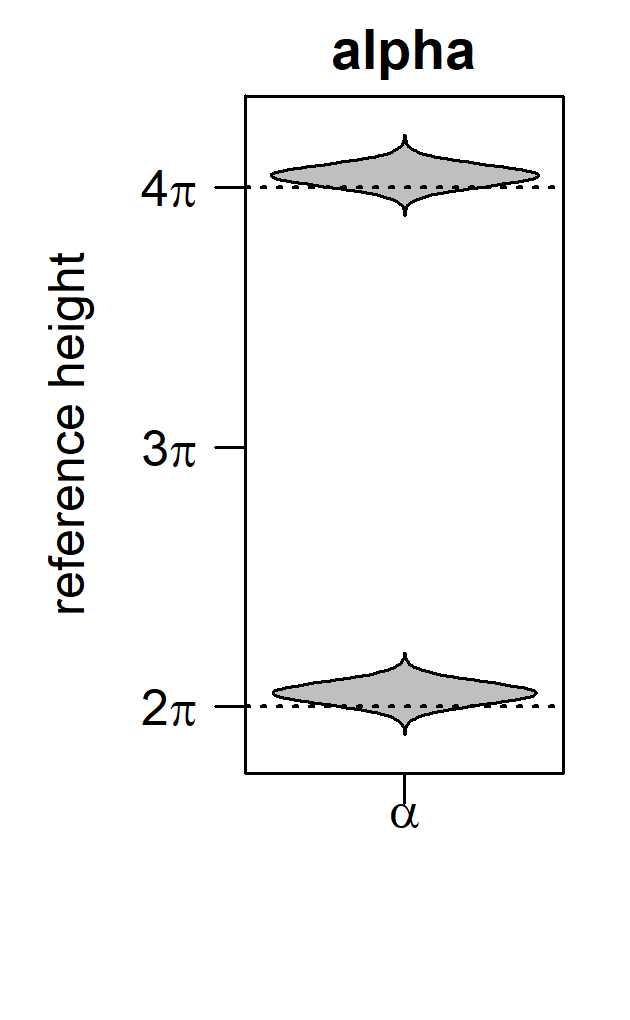 alpha
reference height
4π
3π
2π
α